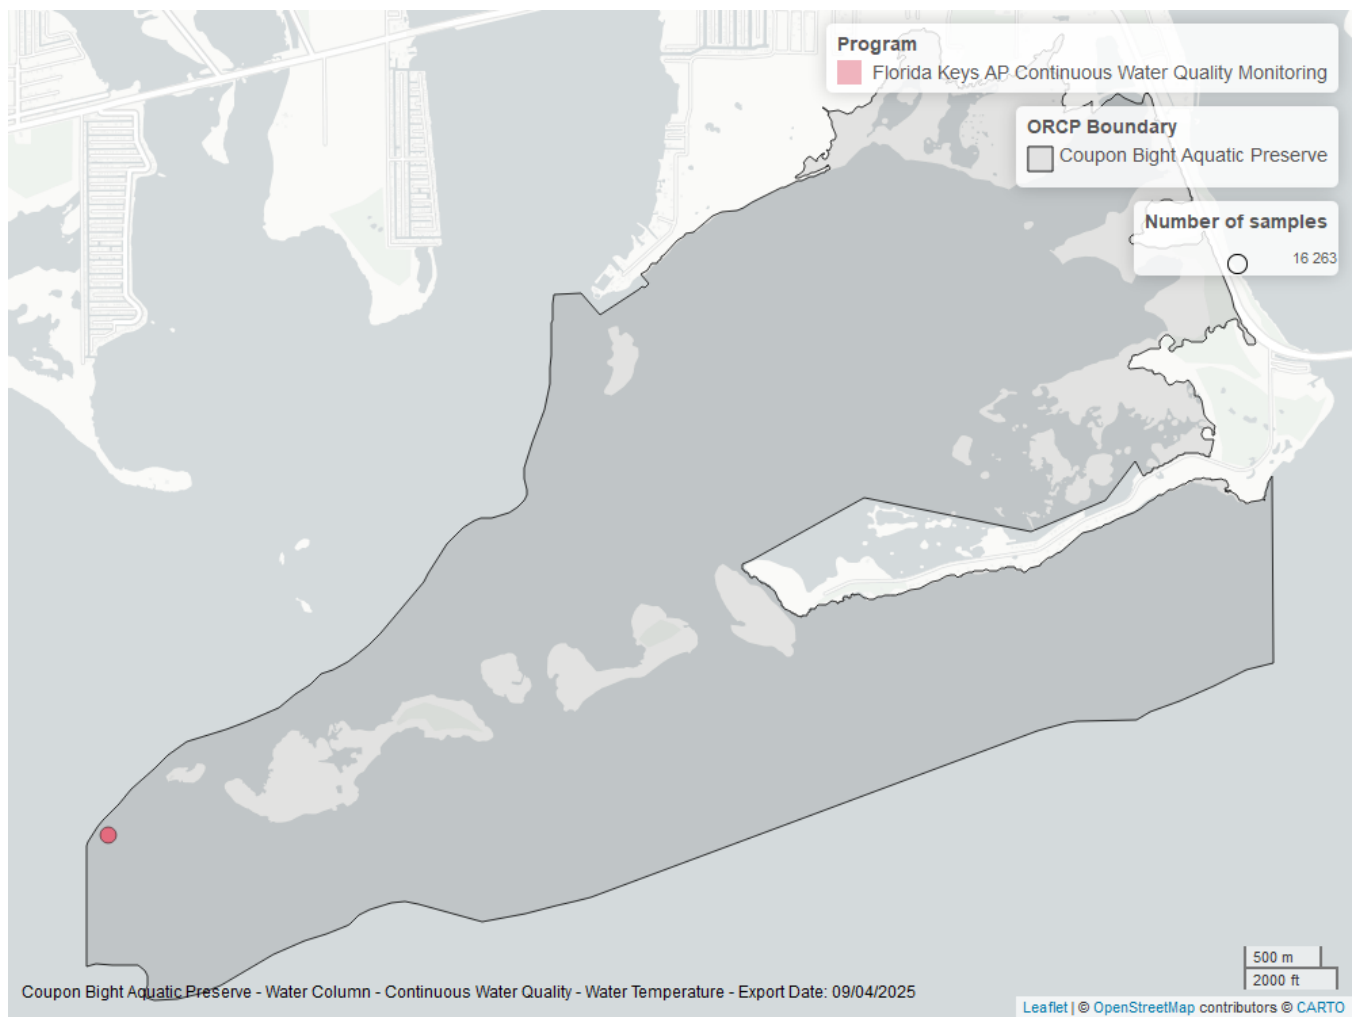 Program
Florida Keys AP Continuous Water Quality Monitoring
ORCP Boundary
Coupon Bight Aquatic Preserve
Number of samples
16 263
500 m
2000 ft
Coupon Bight Aquatic Preserve - Water Column - Continuous Water Quality - Water Temperature - Export Date: 09/04/2025
Leaflet | © OpenStreetMap contributors © CARTO